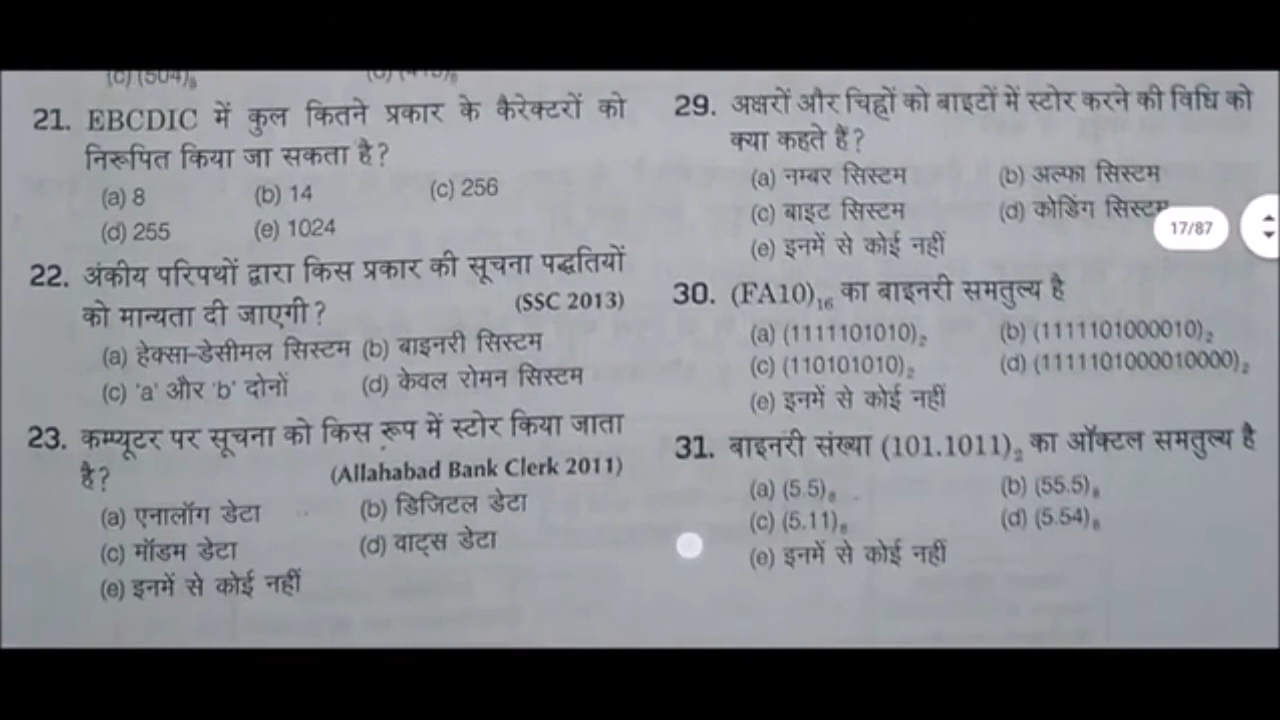 (c) (504)₈
21. EBCDIC में कुल कितने प्रकार के कैरेक्टरों को
निरूपित किया जा सकता है?
(a) 8 (b) 14 (c) 256
(d) 255 (e) 1024
22. अंकीय परिपथों द्वारा किस प्रकार की सूचना पद्धतियों
को मान्यता दी जाएगी? (SSC 2013)
(a) हेक्सा-डेसीमल सिस्टम (b) बाइनरी सिस्टम
(c) 'a' और 'b' दोनों (d) केवल रोमन सिस्टम
23. कम्प्यूटर पर सूचना को किस रूप में स्टोर किया जाता
है? (Allahabad Bank Clerk 2011)
(a) एनालॉग डेटा (b) डिजिटल डेटा
(c) मॉडम डेटा (d) वाट्स डेटा
(e) इनमें से कोई नहीं
29. अक्षरों और चिह्नों को बाइटों में स्टोर करने की विधि को
क्या कहते हैं?
(a) नम्बर सिस्टम (b) अल्फा सिस्टम
(c) बाइट सिस्टम (d) कोडिंग सिस्टम
17/87
(e) इनमें से कोई नहीं
30. (FA10)₁₆ का बाइनरी समतुल्य है
(a) (1111101010)₂ (b) (1111101000010)₂
(c) (110101010)₂ (d) (1111101000010000)₂
(e) इनमें से कोई नहीं
31. बाइनरी संख्या (101.1011)₂ का ऑक्टल समतुल्य है
(a) (5.5)₈ (b) (55.5)₈
(c) (5.11)₈ (d) (5.54)₈
(e) इनमें से कोई नहीं